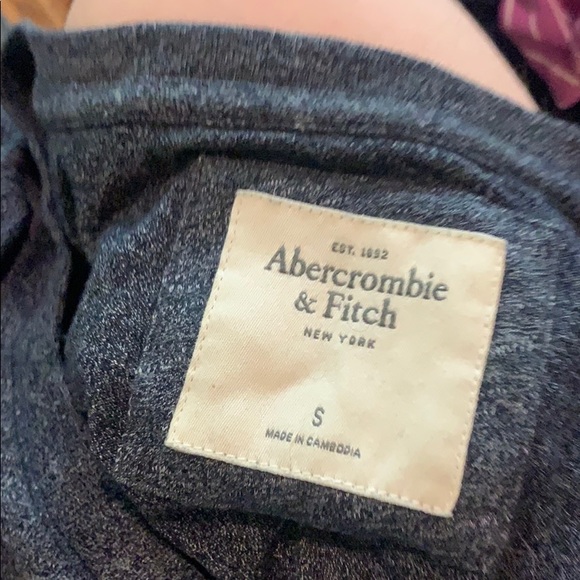 EST. 1892
Abercrombie
& Fitch
NEW YORK
S
MADE IN CAMBODIA